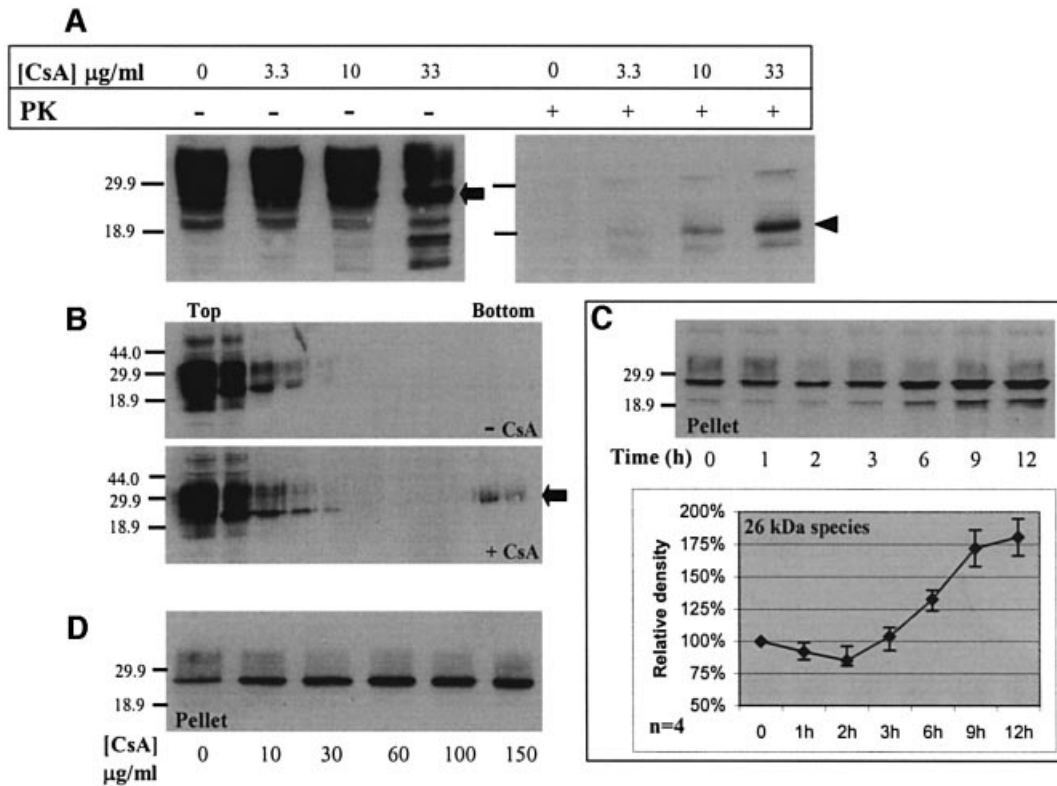 A
[CsA] µg/ml 0 3.3 10 33 0 3.3 10 33
PK - - - - + + + +
29.9
18.9
B
Top Bottom
44.0
29.9
18.9
- CsA
44.0
29.9
18.9
+ CsA
C
29.9
18.9
Pellet
Time (h) 0 1 2 3 6 9 12
26 kDa species
Relative density
200%
175%
150%
125%
100%
75%
50%
n=4
0 1h 2h 3h 6h 9h 12h
D
29.9
18.9
Pellet
[CsA] 0 10 30 60 100 150
µg/ml